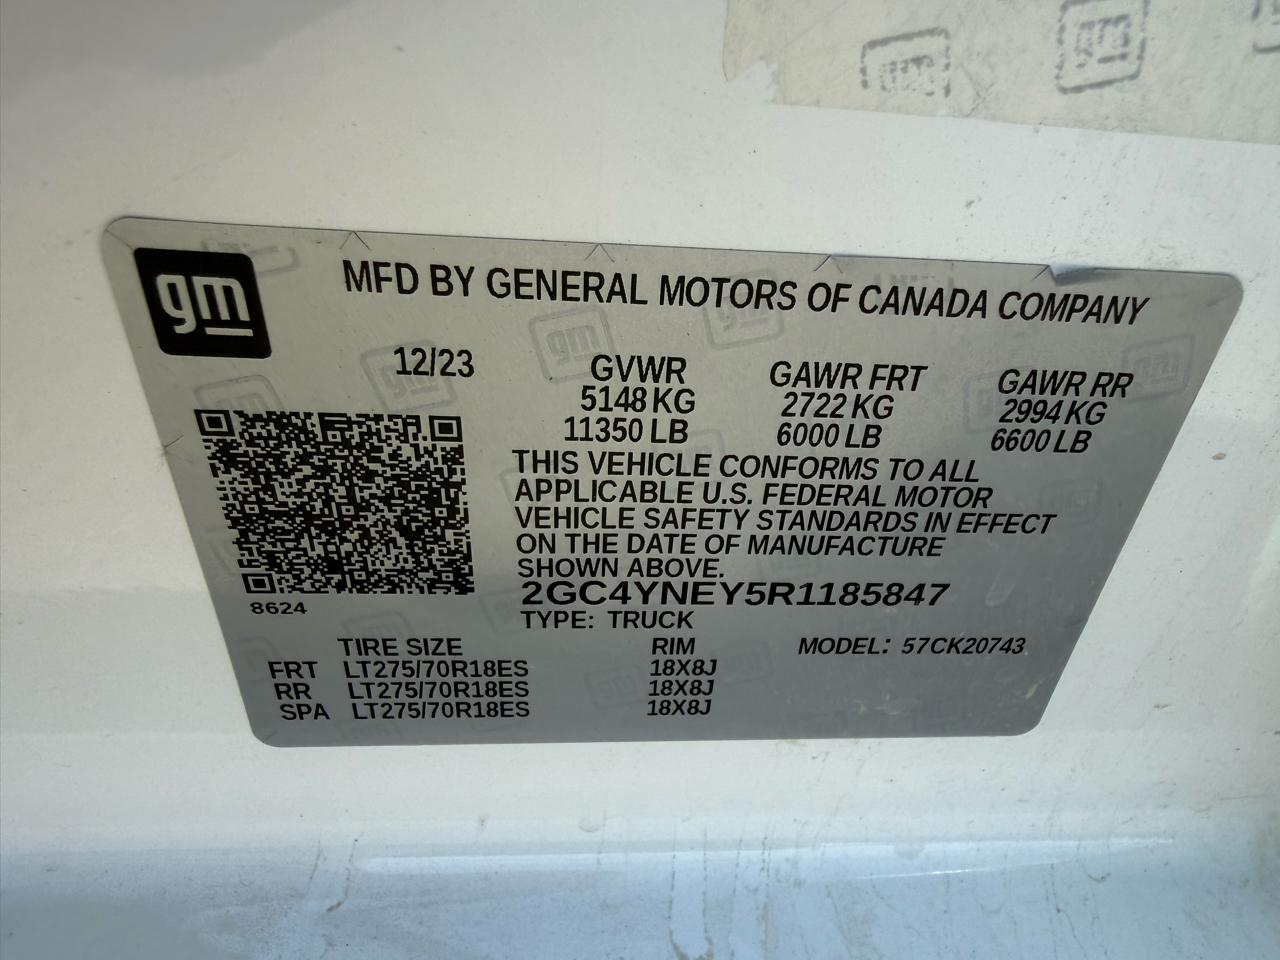 gm
MFD BY GENERAL MOTORS OF CANADA COMPANY
12/23 GVWR GAWR FRT GAWR RR
5148 KG 2722 KG 2994 KG
11350 LB 6000 LB 6600 LB
THIS VEHICLE CONFORMS TO ALL
APPLICABLE U.S. FEDERAL MOTOR
VEHICLE SAFETY STANDARDS IN EFFECT
ON THE DATE OF MANUFACTURE
SHOWN ABOVE.
2GC4YNEY5R1185847
8624
TYPE: TRUCK
TIRE SIZE RIM MODEL: 57CK20743
FRT LT275/70R18ES 18X8J
RR LT275/70R18ES 18X8J
SPA LT275/70R18ES 18X8J